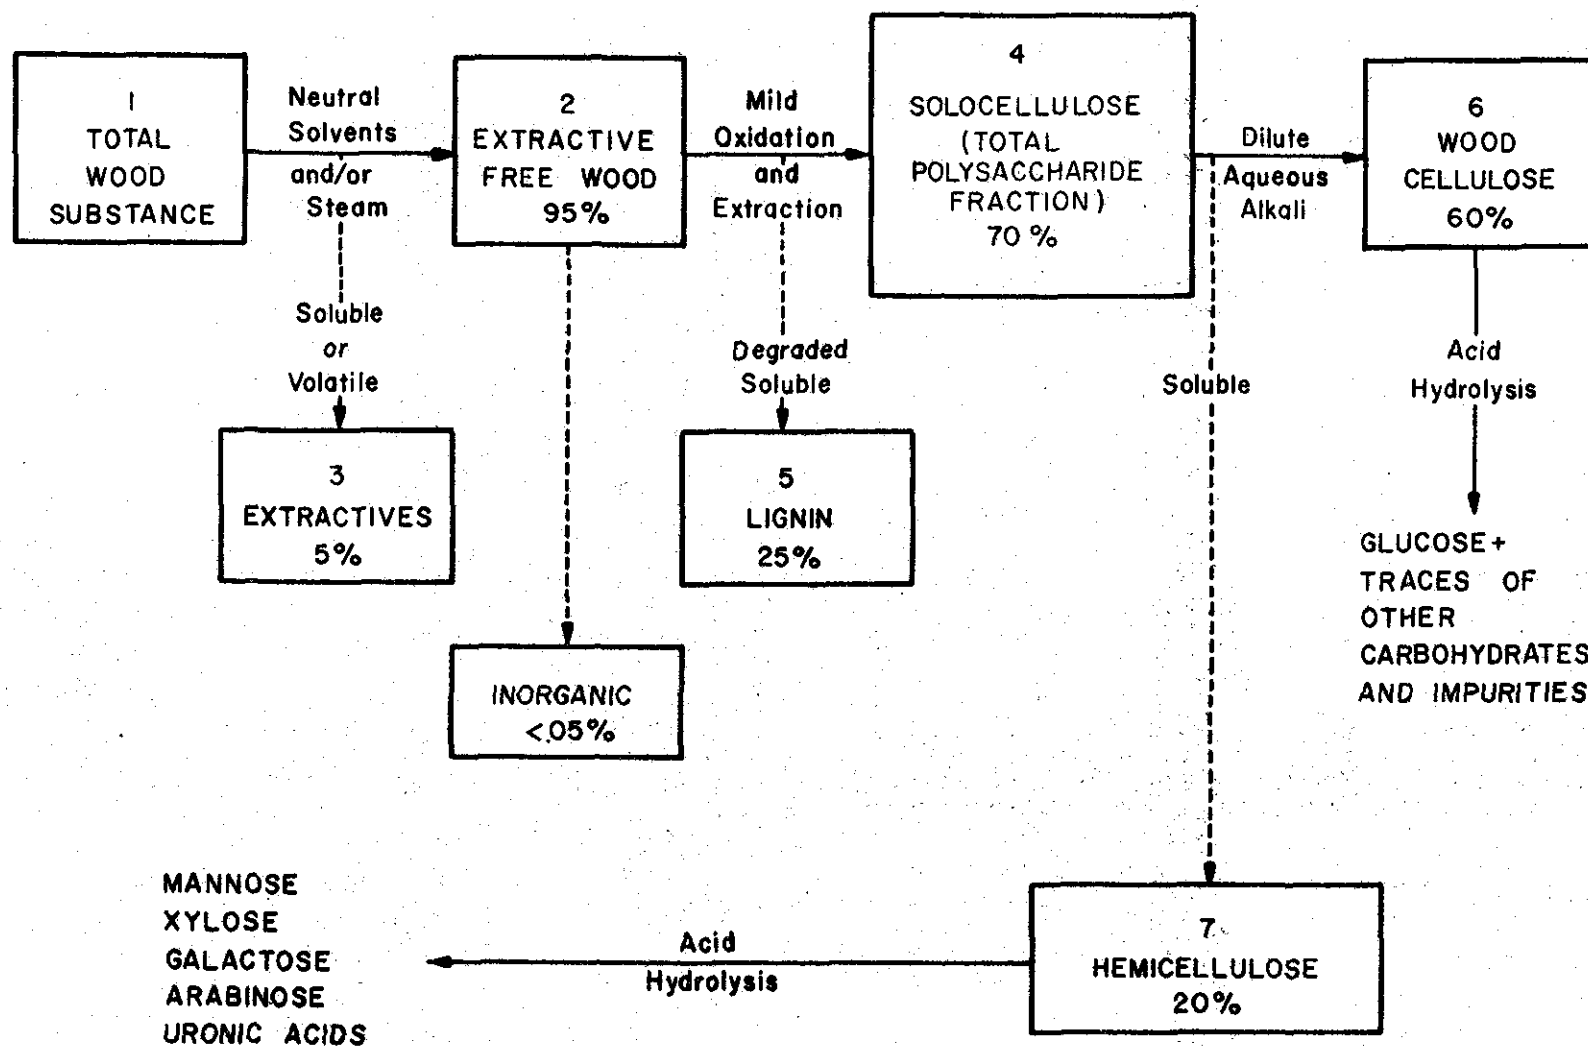 1
TOTAL
WOOD
SUBSTANCE
Neutral
Solvents
and/or
Steam
2
EXTRACTIVE
FREE WOOD
95%
Mild
Oxidation
and
Extraction
4
SOLOCELLULOSE
(TOTAL
POLYSACCHARIDE
FRACTION)
70%
Dilute
Aqueous
Alkali
6
WOOD
CELLULOSE
60%
Soluble
or
Volatile
Degraded
Soluble
Soluble
Acid
Hydrolysis
3
EXTRACTIVES
5%
5
LIGNIN
25%
GLUCOSE+
TRACES OF
OTHER
CARBOHYDRATES
AND IMPURITIES
INORGANIC
<.05%
MANNOSE
XYLOSE
GALACTOSE
ARABINOSE
URONIC ACIDS
Acid
Hydrolysis
7
HEMICELLULOSE
20%